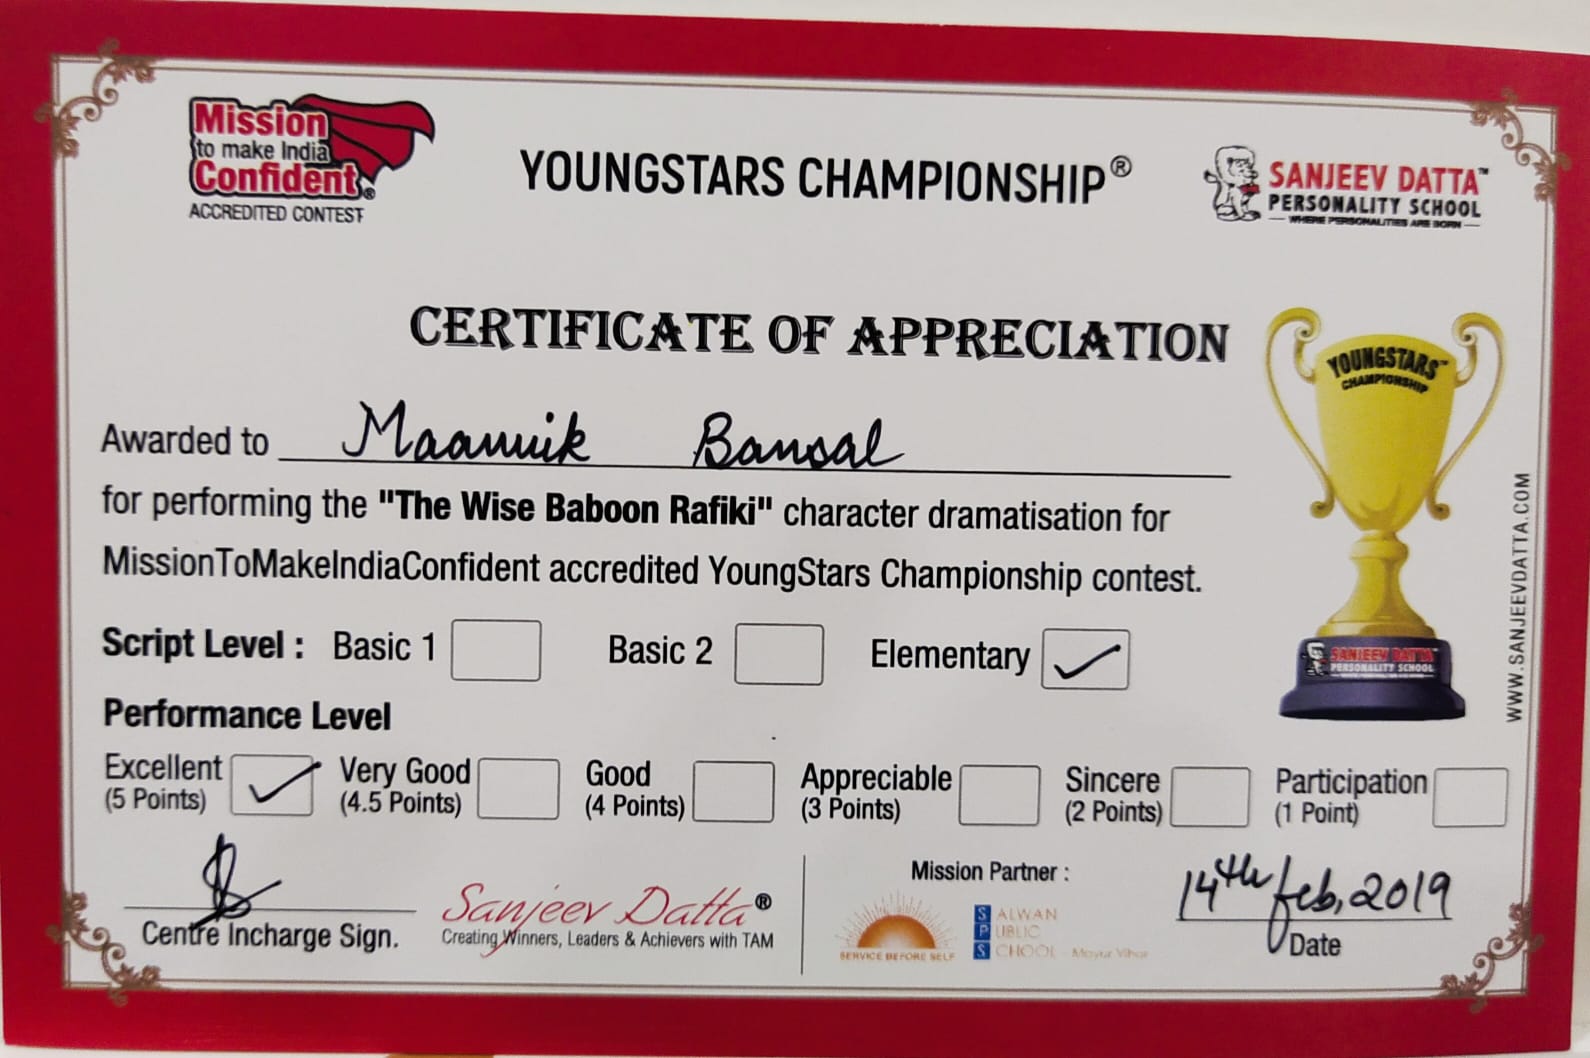 Mission
to make India
Confident®
ACCREDITED CONTEST
YOUNGSTARS CHAMPIONSHIP®
SANJEEV DATTA™
PERSONALITY SCHOOL
WHERE PERSONALITIES ARE BORN
CERTIFICATE OF APPRECIATION
YOUNGSTARS™
CHAMPIONSHIP
Awarded to Maanvik Bansal
for performing the "The Wise Baboon Rafiki" character dramatisation for
MissionToMakeIndiaConfident accredited YoungStars Championship contest.
Script Level : Basic 1 Basic 2 Elementary ✓
SANJEEV DATTA™
PERSONALITY SCHOOL
WWW.SANJEEVDATTA.COM
Performance Level
Excellent ✓ Very Good Good Appreciable Sincere Participation
(5 Points) (4.5 Points) (4 Points) (3 Points) (2 Points) (1 Point)
Centre Incharge Sign.
Sanjeev Datta®
Creating Winners, Leaders & Achievers with TAM
Mission Partner :
SERVICE BEFORE SELF
SALWAN
PUBLIC
SCHOOL - Mayur Vihar
14th feb, 2019
Date